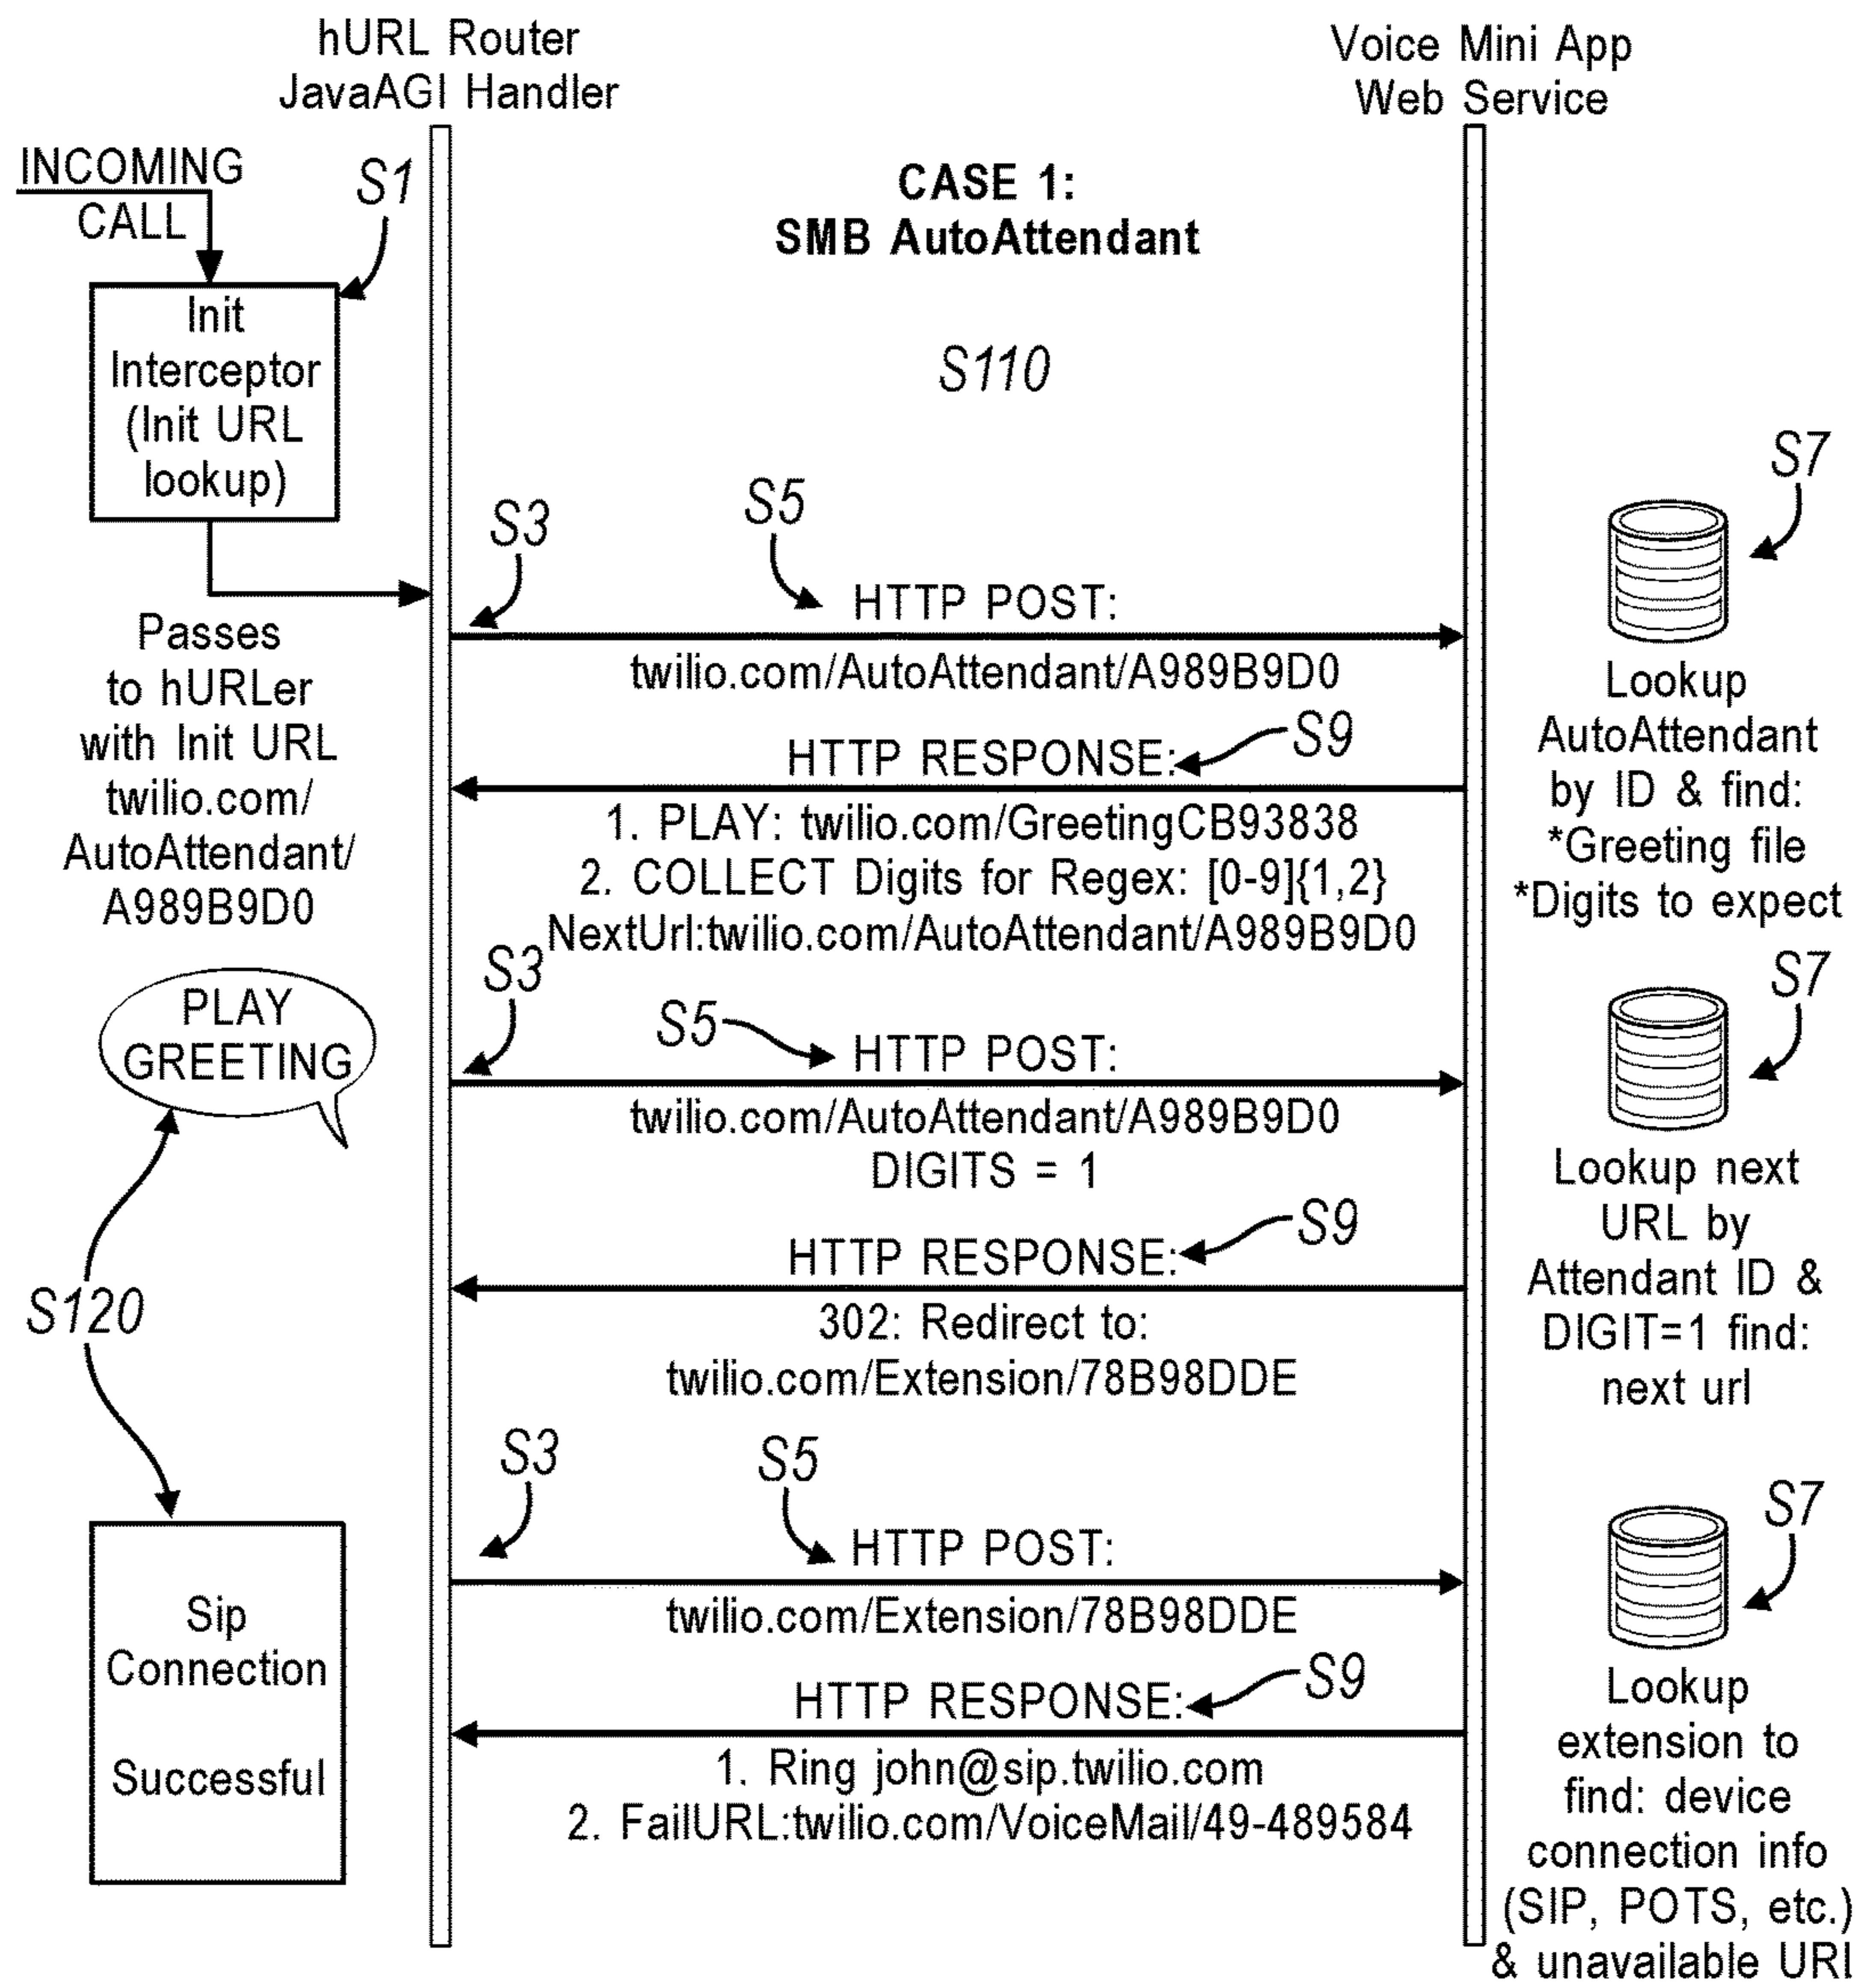 hURL Router
JavaAGI Handler
Voice Mini App
Web Service
INCOMING
CALL
S1
CASE 1:
SMB AutoAttendant
Init
Interceptor
(Init URL
lookup)
S110
S7
S3
S5
HTTP POST:
twilio.com/AutoAttendant/A989B9D0
Passes
to hURLer
with Init URL
twilio.com/
AutoAttendant/
A989B9D0
Lookup
AutoAttendant
by ID & find:
*Greeting file
*Digits to expect
HTTP RESPONSE:
S9
1. PLAY: twilio.com/GreetingCB93838
2. COLLECT Digits for Regex: [0-9]{1,2}
NextUrl:twilio.com/AutoAttendant/A989B9D0
S3
S7
PLAY
GREETING
S5
HTTP POST:
twilio.com/AutoAttendant/A989B9D0
DIGITS = 1
Lookup next
URL by
Attendant ID &
DIGIT=1 find:
next url
S9
HTTP RESPONSE:
302: Redirect to:
twilio.com/Extension/78B98DDE
S120
S3
S5
S7
HTTP POST:
twilio.com/Extension/78B98DDE
Sip
Connection
Successful
S9
HTTP RESPONSE:
1. Ring john@sip.twilio.com
2. FailURL:twilio.com/VoiceMail/49-489584
Lookup
extension to
find: device
connection info
(SIP, POTS, etc.)
& unavailable URI